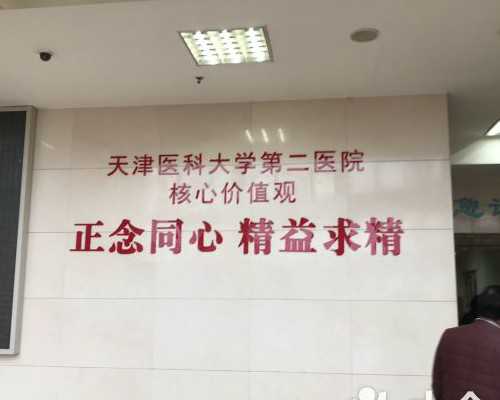 天津医科大学第二医院
核心价值观
正念同心 精益求精